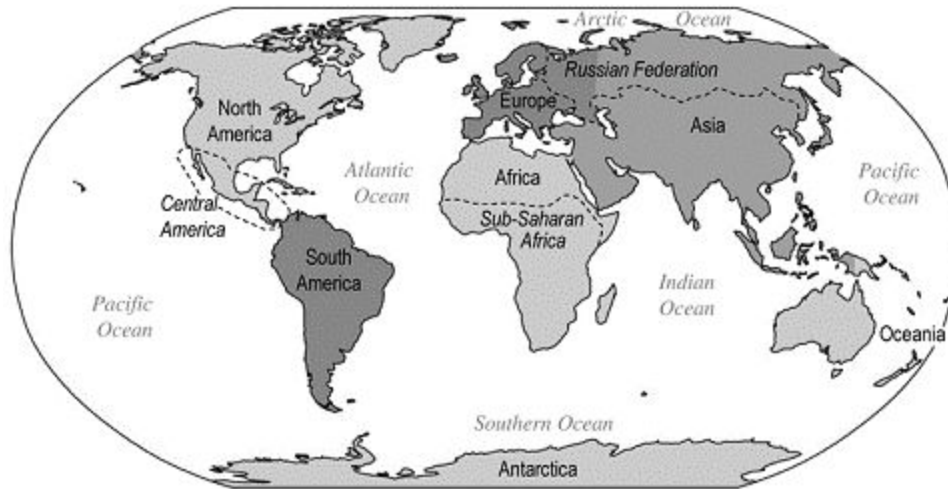 Arctic Ocean
Russian Federation
North
America
Europe
Asia
Atlantic
Ocean
Africa
Pacific
Ocean
Central
America
Sub-Saharan
Africa
South
America
Indian
Ocean
Pacific
Ocean
Oceania
Southern Ocean
Antarctica